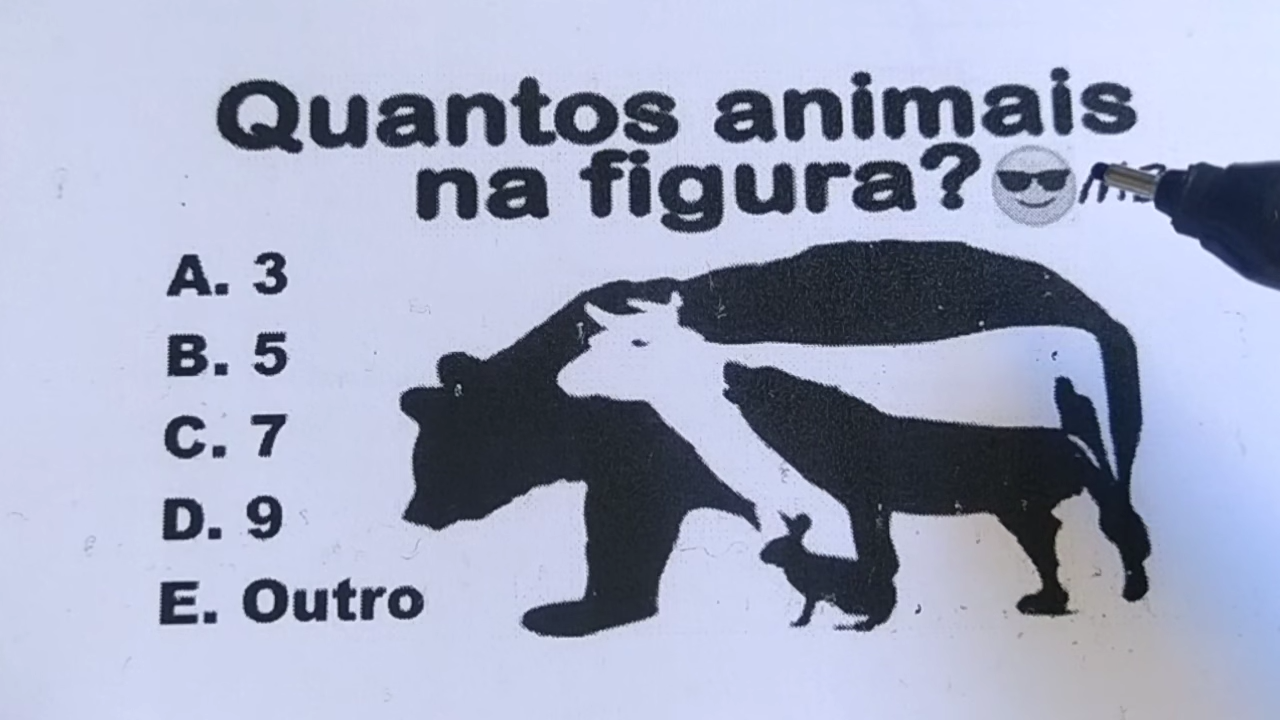 Quantos animais
na figura?
A. 3
B. 5
C. 7
D. 9
E. Outro